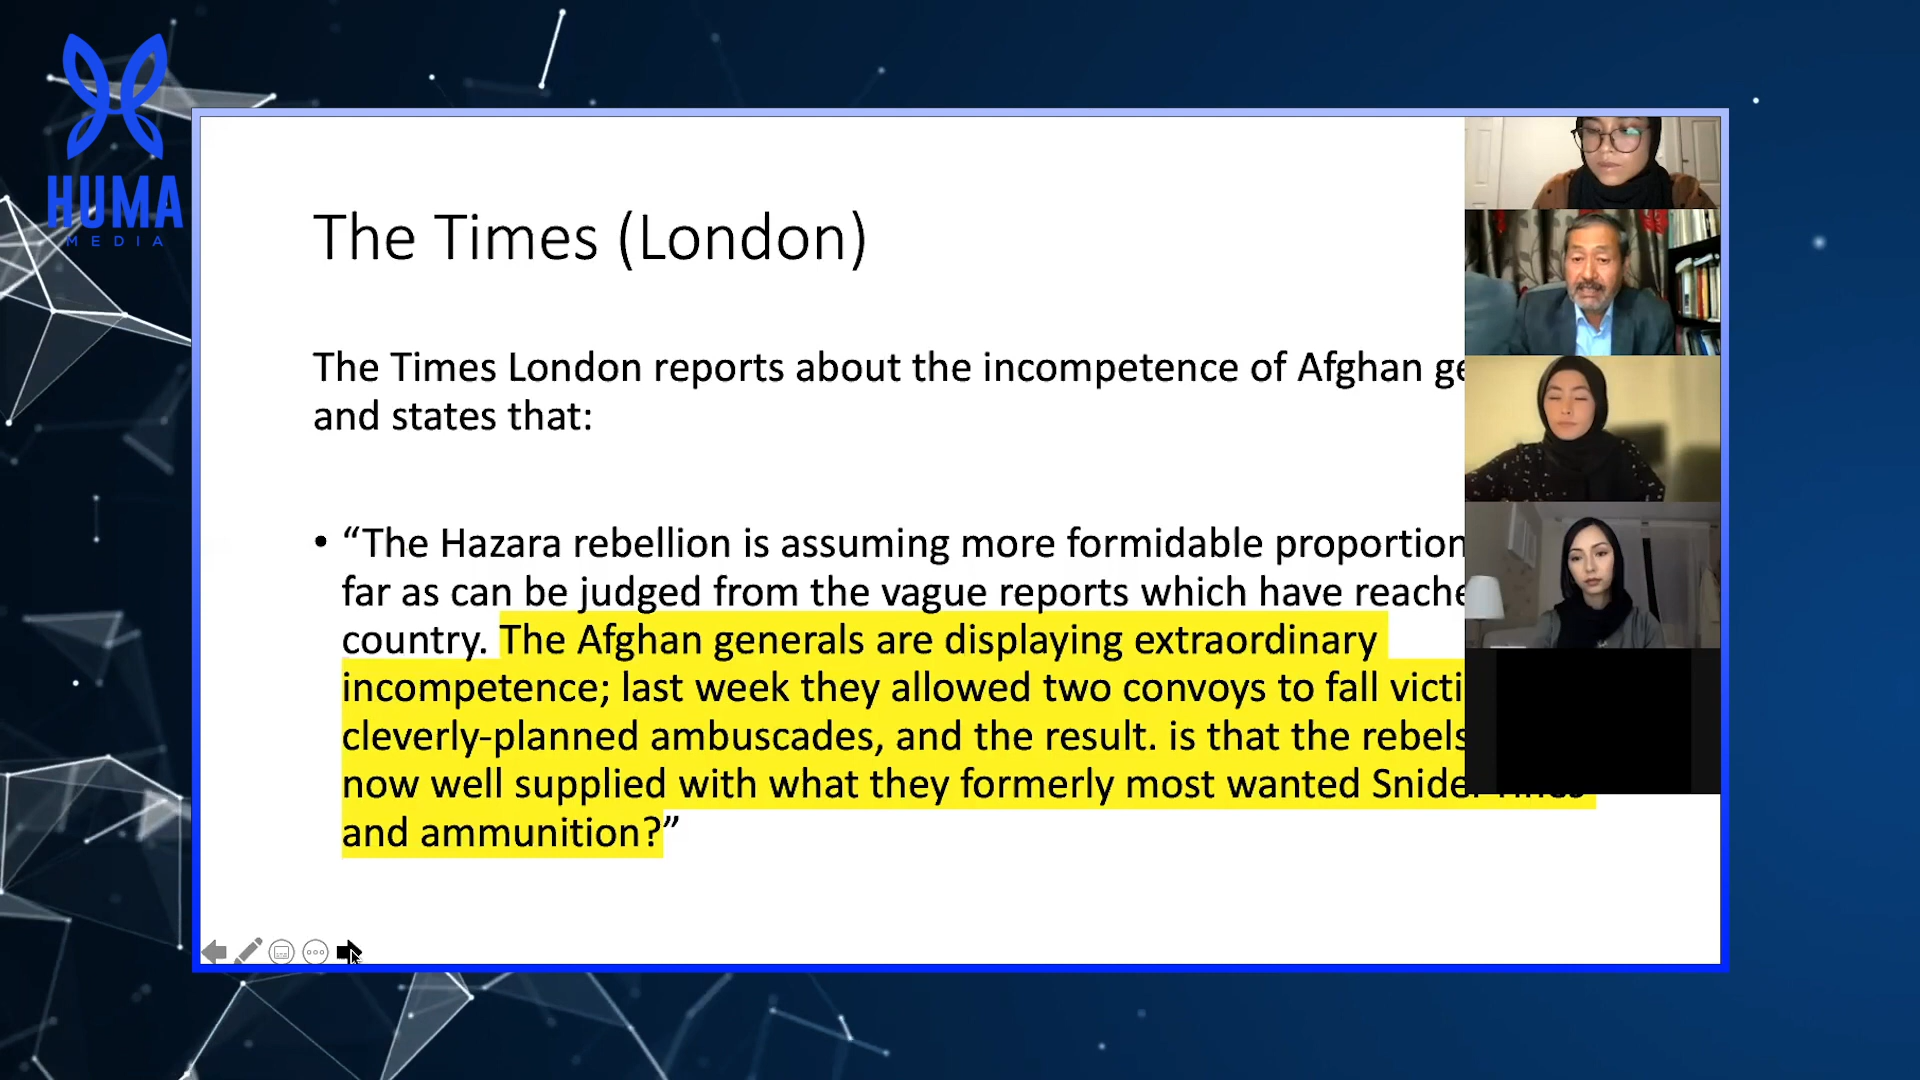 HUMA
MEDIA
The Times (London)
The Times London reports about the incompetence of Afghan
and states that:
• “The Hazara rebellion is assuming more formidable
far as can be judged from the vague reports which have
country. The Afghan generals are displaying extraordinary
incompetence; last week they allowed two convoys to fall
cleverly-planned ambuscades, and the result. is that the rebels
now well supplied with what they formerly most wanted
and ammunition?”